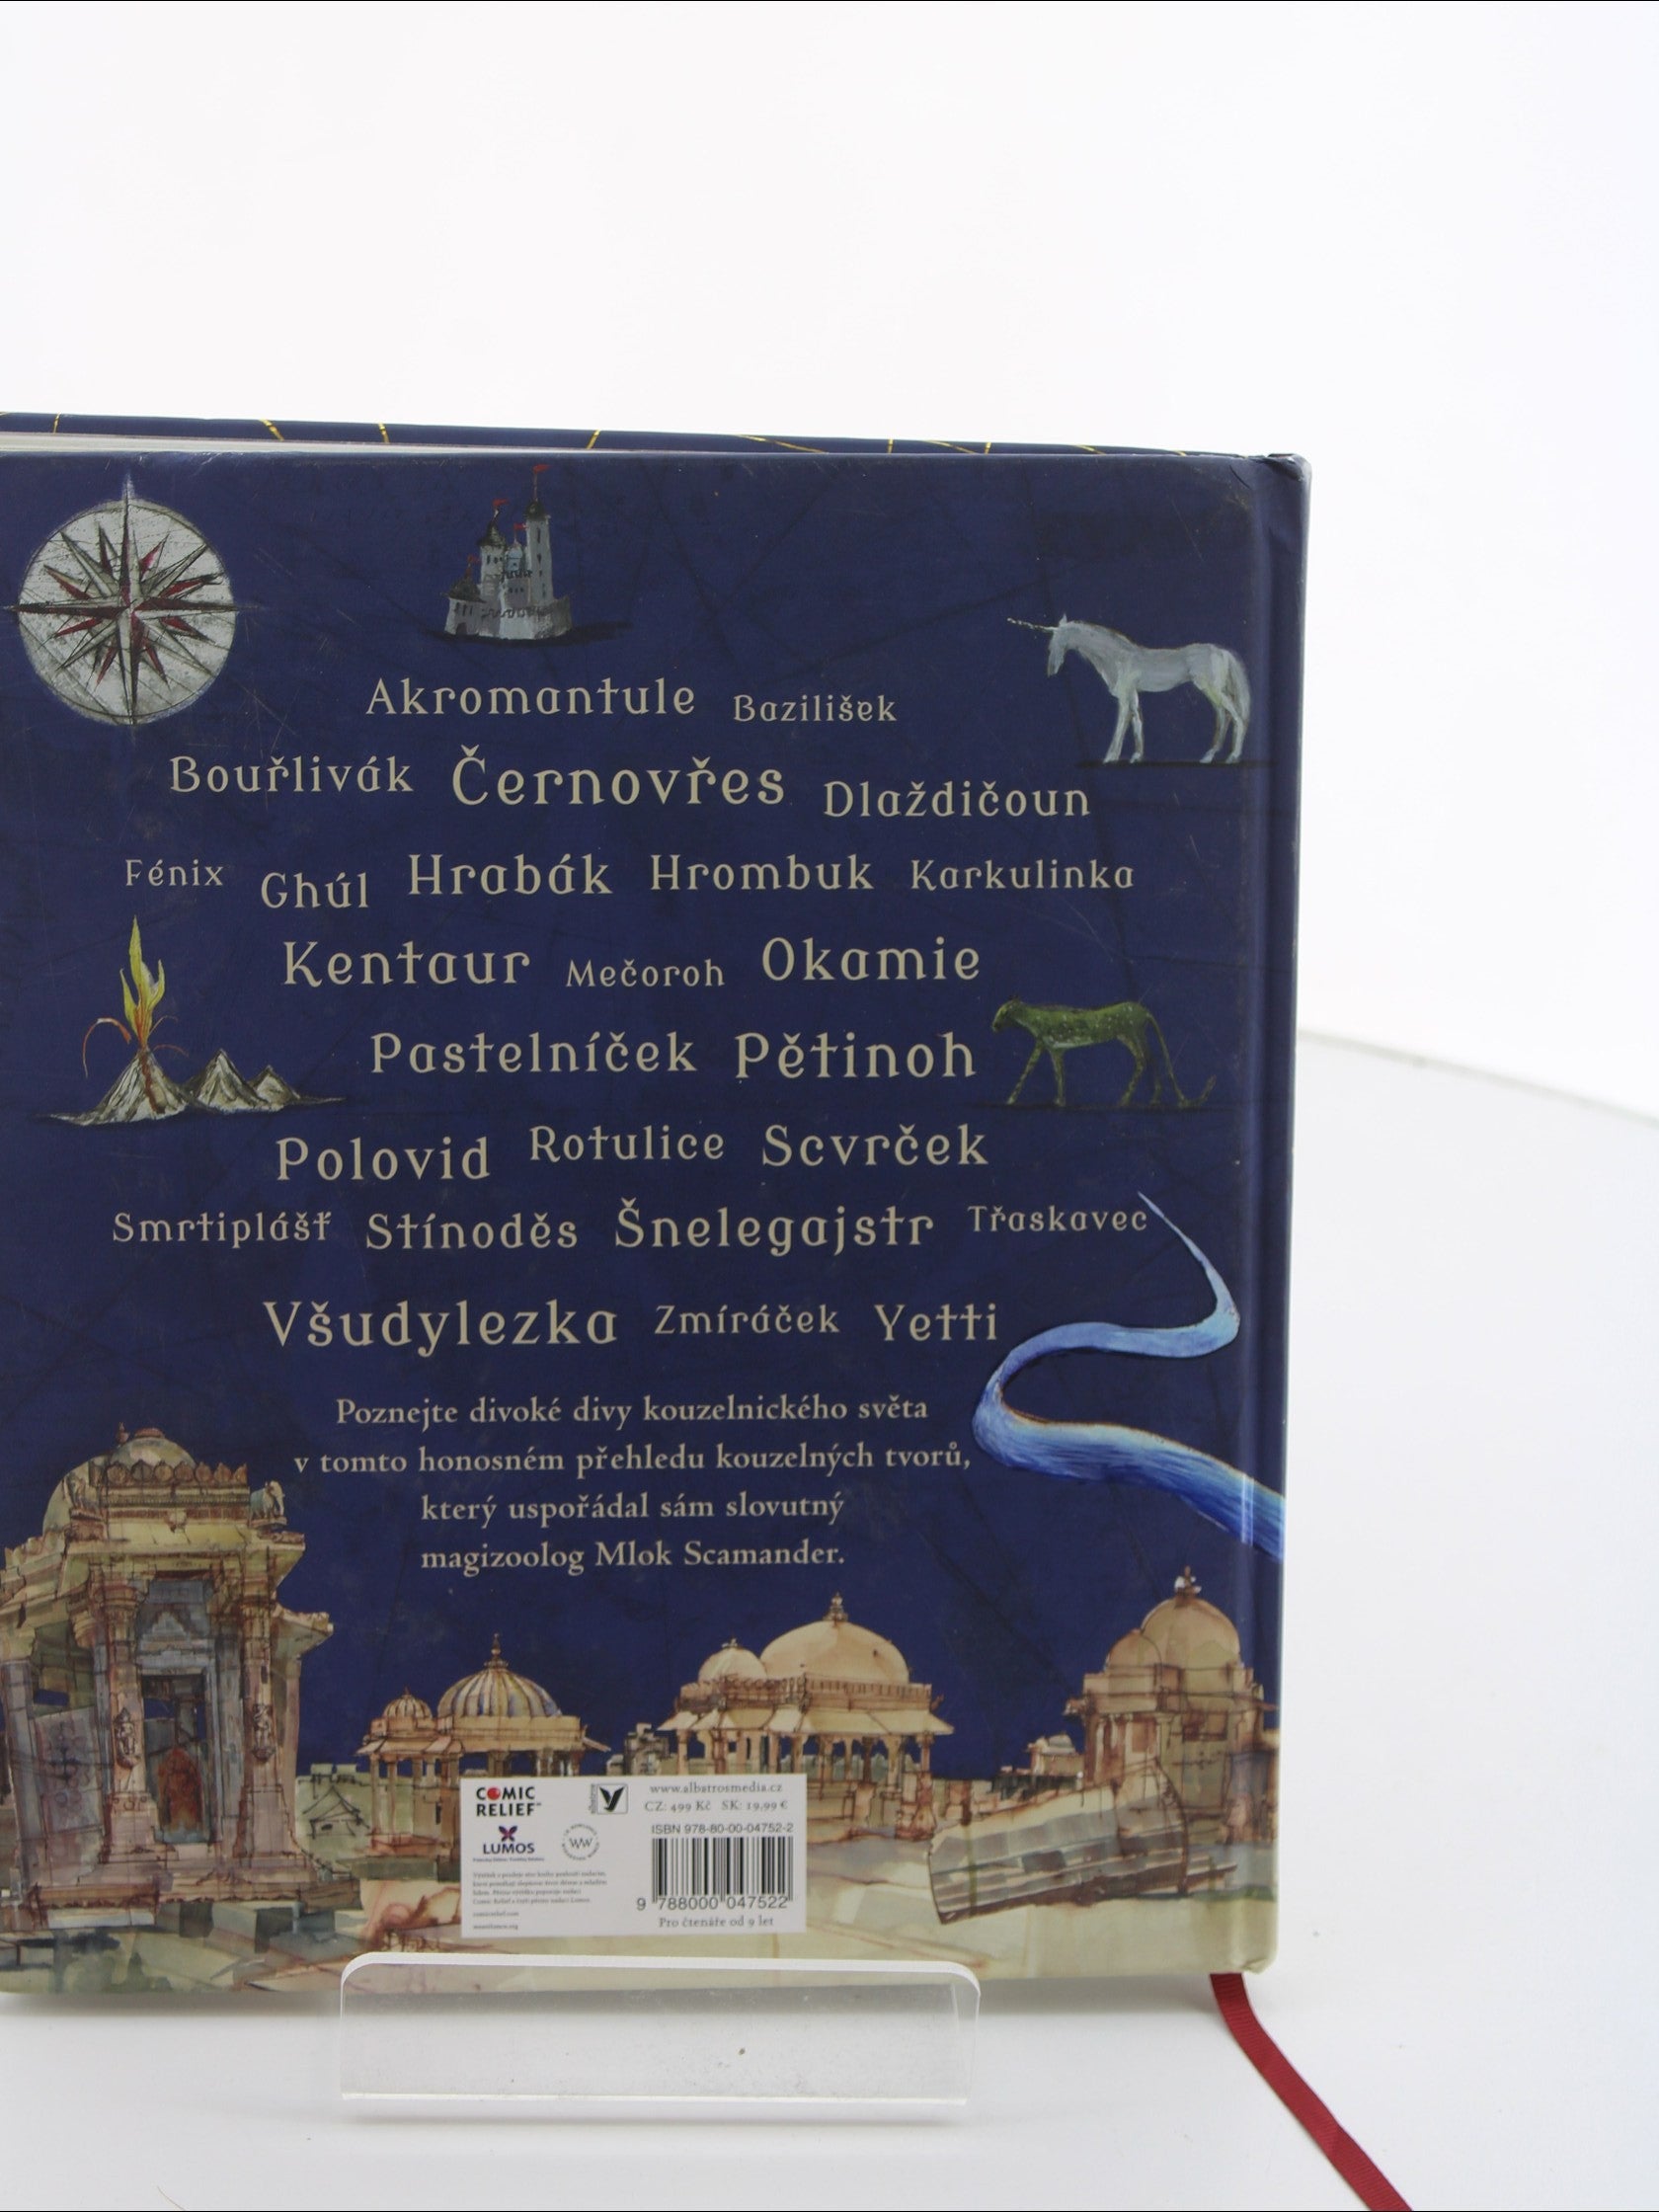 Akromantule Bazilišek
Bouřlivák Černovřes Dlaždičoun
Fénix Ghúl Hrabák Hrombuk Karkulinka
Kentaur Mečoroh Okamie
Pastelníček Pětinoh
Polovid Rotulice Scvrček
Smrtiplášť Stínoděs Šnelegajstr Třaskavec
Všudylezka Zmíráček Yetti
Poznejte divoké divy kouzelnického světa
v tomto honosném přehledu kouzelných tvorů,
který uspořádal sám slovutný
magizoolog Mlok Scamander.
COMIC
RELIEF
LUMOS
albatros
WW
www.albatrosmedia.cz
CZ: 499 Kč SK: 19,99 €
ISBN 978-80-00-04752-2
9 788000 047522
Pro čtenáře od 9 let